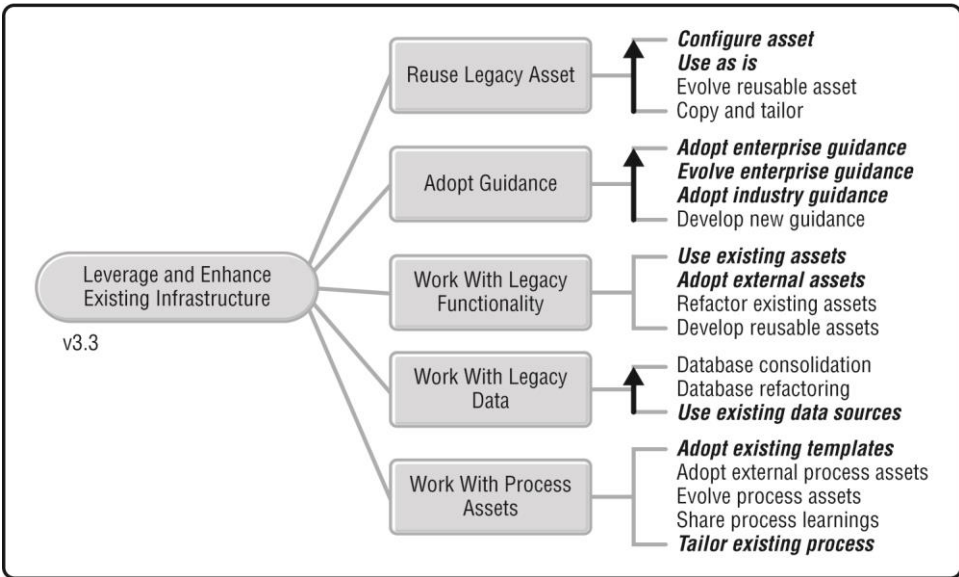 Leverage and Enhance
Existing Infrastructure
v3.3
Reuse Legacy Asset
Configure asset
Use as is
Evolve reusable asset
Copy and tailor
Adopt Guidance
Adopt enterprise guidance
Evolve enterprise guidance
Adopt industry guidance
Develop new guidance
Work With Legacy
Functionality
Use existing assets
Adopt external assets
Refactor existing assets
Develop reusable assets
Work With Legacy
Data
Database consolidation
Database refactoring
Use existing data sources
Work With Process
Assets
Adopt existing templates
Adopt external process assets
Evolve process assets
Share process learnings
Tailor existing process